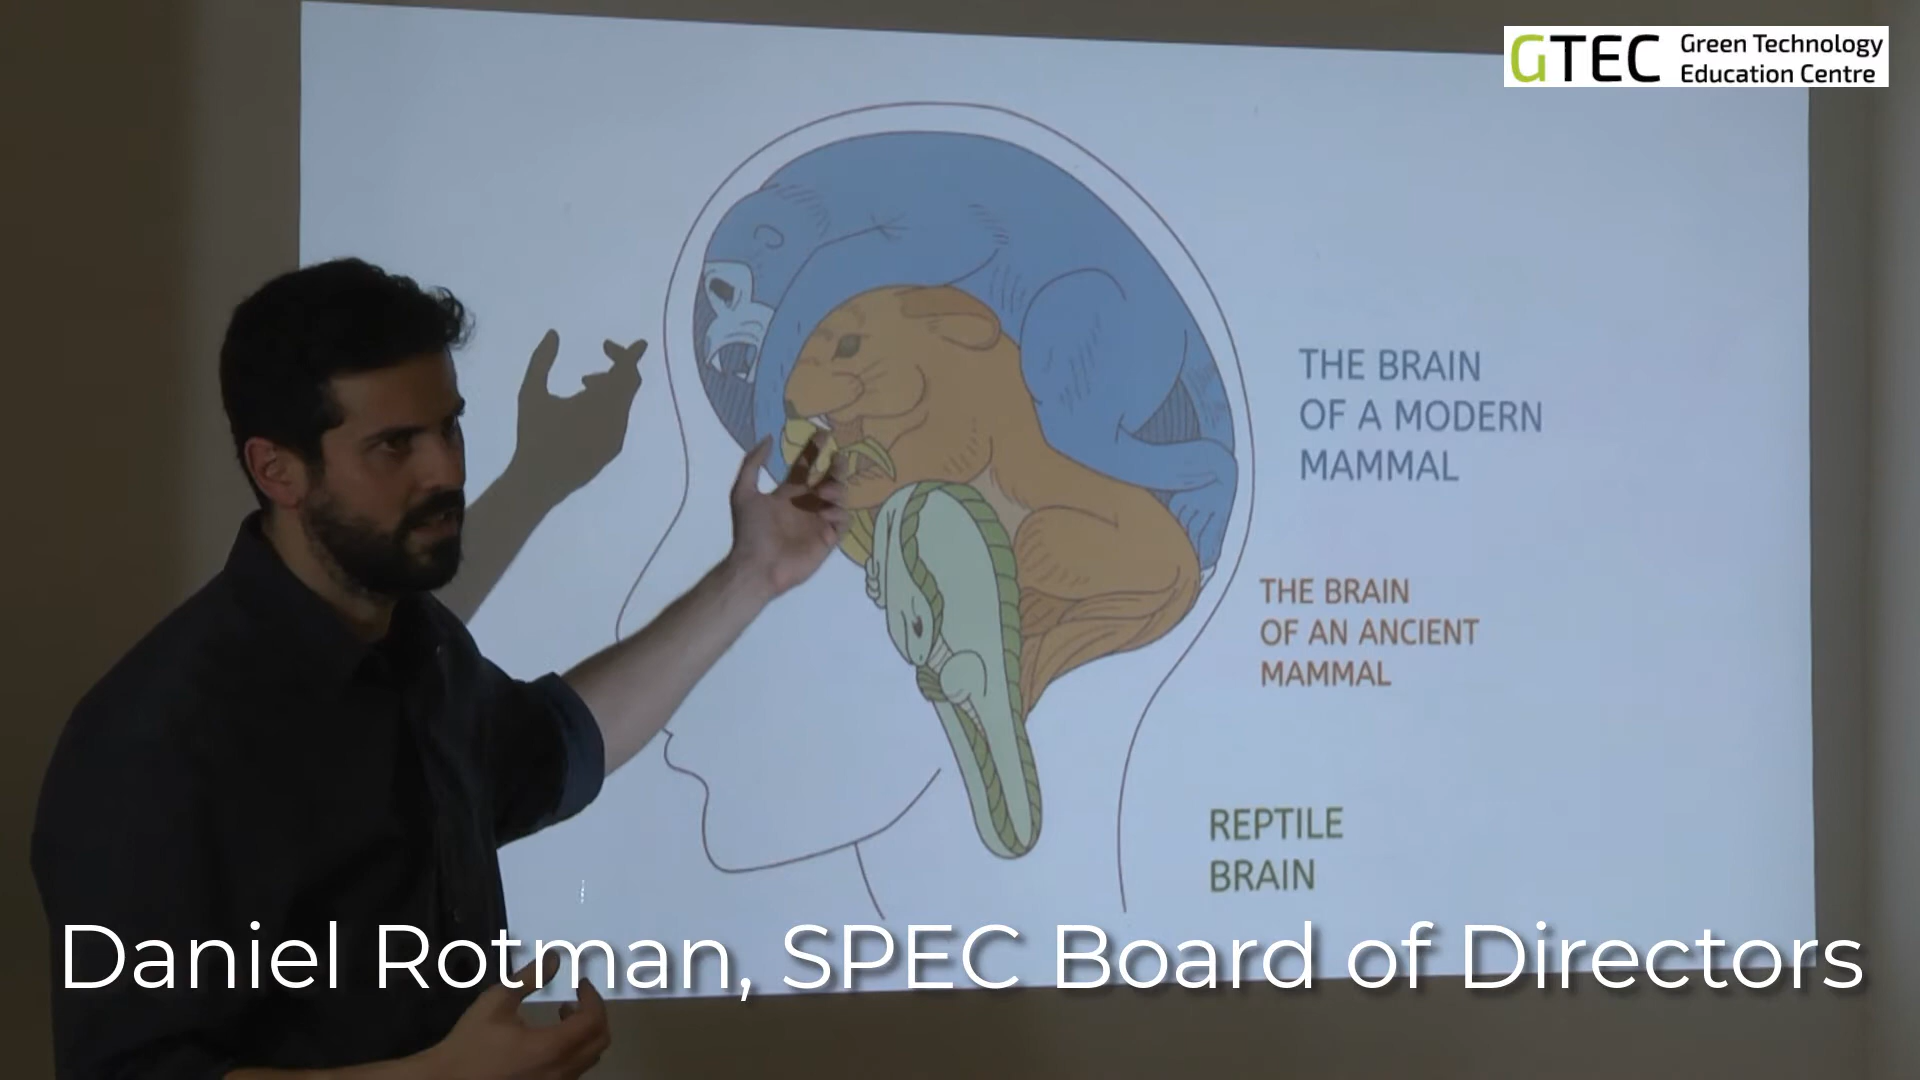 GTEC
Green Technology
Education Centre
THE BRAIN
OF A MODERN
MAMMAL
THE BRAIN
OF AN ANCIENT
MAMMAL
REPTILE
BRAIN
Daniel Rotman, SPEC Board of Directors